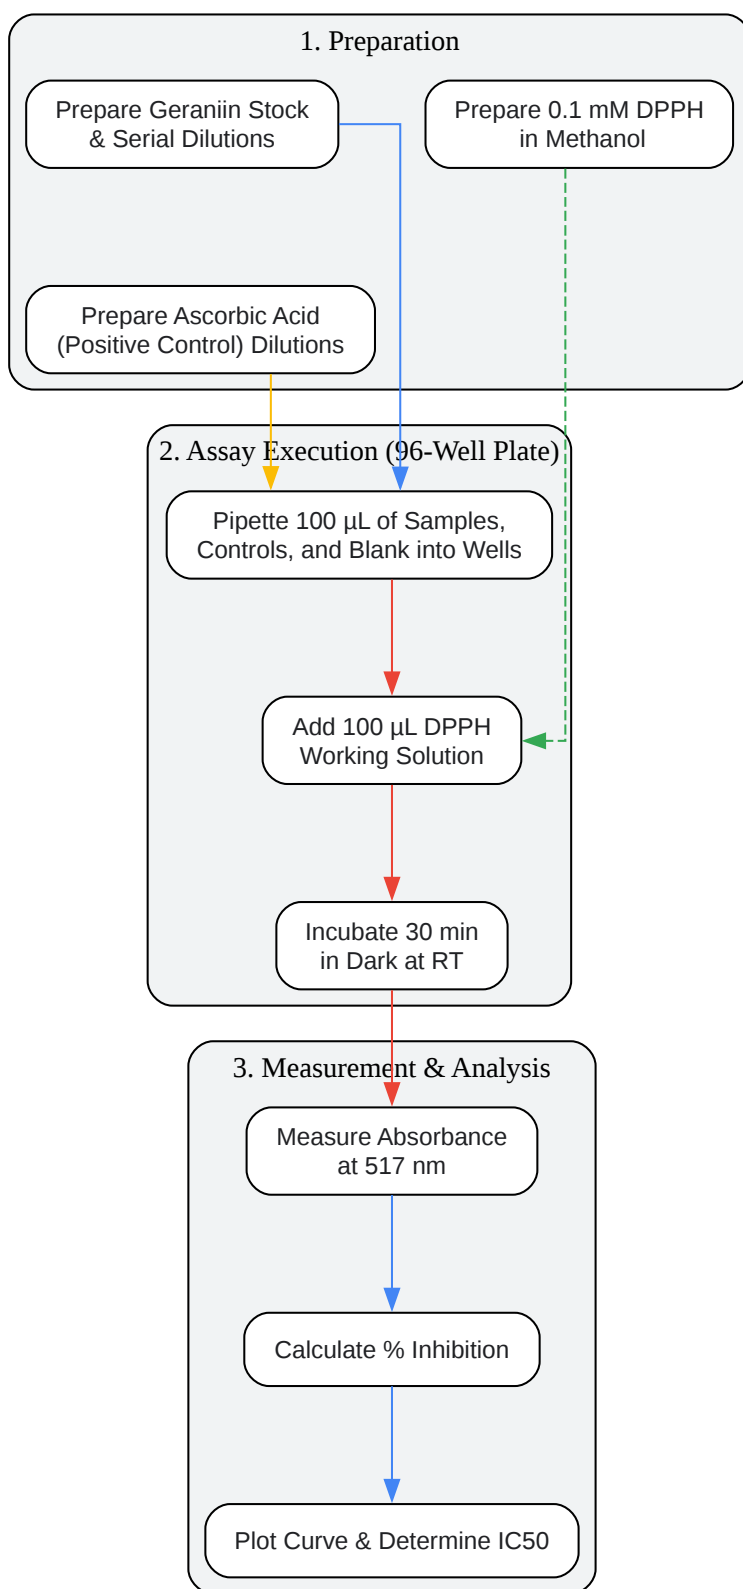 1. Preparation
Prepare Geraniin Stock
& Serial Dilutions
Prepare 0.1 mM DPPH
in Methanol
Prepare Ascorbic Acid
(Positive Control) Dilutions
2. Assay Execution (96-Well Plate)
Pipette 100 µL of Samples,
Controls, and Blank into Wells
Add 100 µL DPPH
Working Solution
Incubate 30 min
in Dark at RT
3. Measurement & Analysis
Measure Absorbance
at 517 nm
Calculate % Inhibition
Plot Curve & Determine IC50